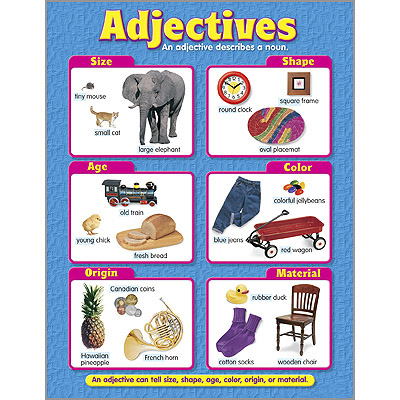 Adjectives
An adjective describes a noun.
Size
tiny mouse
small cat
large elephant
Shape
round clock
square frame
oval placemat
Age
old train
young chick
fresh bread
Color
colorful jellybeans
blue jeans
red wagon
Origin
Canadian coins
Hawaiian
pineapple
French horn
Material
rubber duck
cotton socks
wooden chair
An adjective can tell size, shape, age, color, origin, or material.